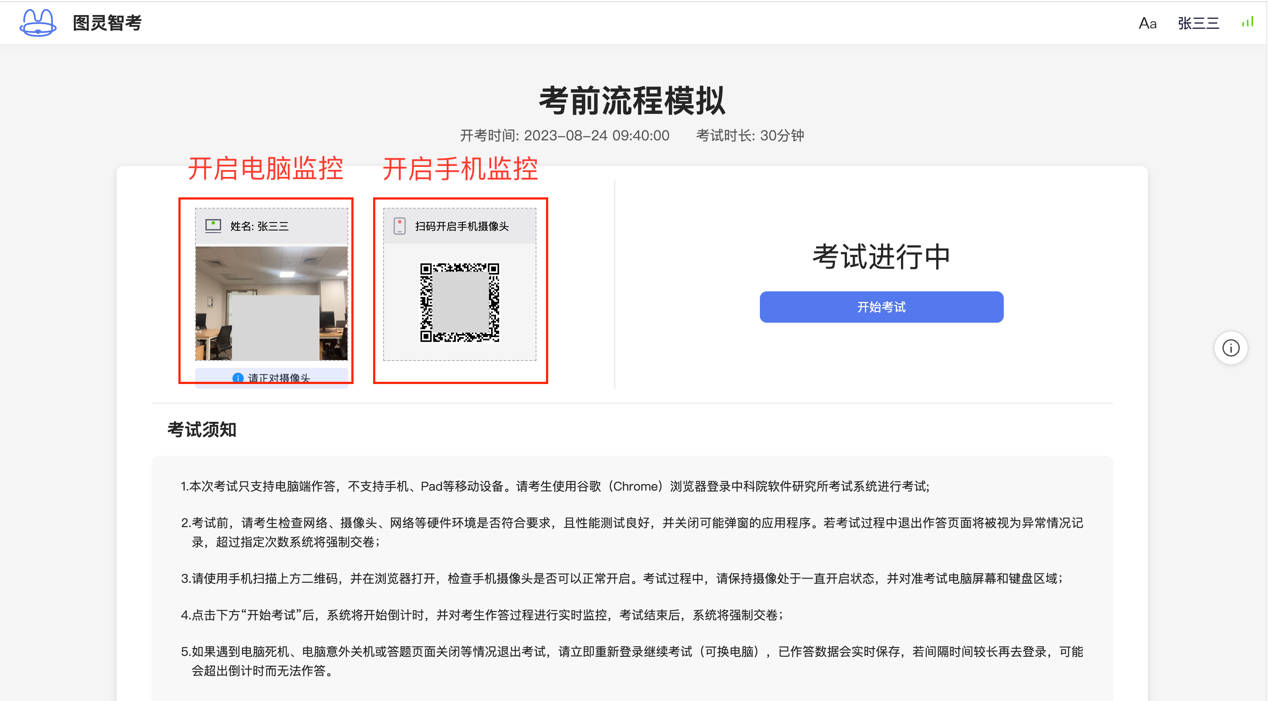 图灵智考
Aa 张三三
考前流程模拟
开考时间: 2023-08-24 09:40:00 考试时长: 30分钟
开启电脑监控 开启手机监控
姓名: 张三三
扫码开启手机摄像头
请正对摄像头
考试进行中
开始考试
考试须知
1.本次考试只支持电脑端作答，不支持手机、Pad等移动设备。请考生使用谷歌（Chrome）浏览器登录中科院软件研究所考试系统进行考试;
2.考试前，请考生检查网络、摄像头、网络等硬件环境是否符合要求，且性能测试良好，并关闭可能弹窗的应用程序。若考试过程中退出作答页面将被视为异常情况记
录，超过指定次数系统将强制交卷；
3.请使用手机扫描上方二维码，并在浏览器打开，检查手机摄像头是否可以正常开启。考试过程中，请保持摄像处于一直开启状态，并对准考试电脑屏幕和键盘区域；
4.点击下方“开始考试”后，系统将开始倒计时，并对考生作答过程进行实时监控，考试结束后，系统将强制交卷；
5.如果遇到电脑死机、电脑意外关机或答题页面关闭等情况退出考试，请立即重新登录继续考试（可换电脑），已作答数据会实时保存，若间隔时间较长再去登录，可能
会超出倒计时而无法作答。